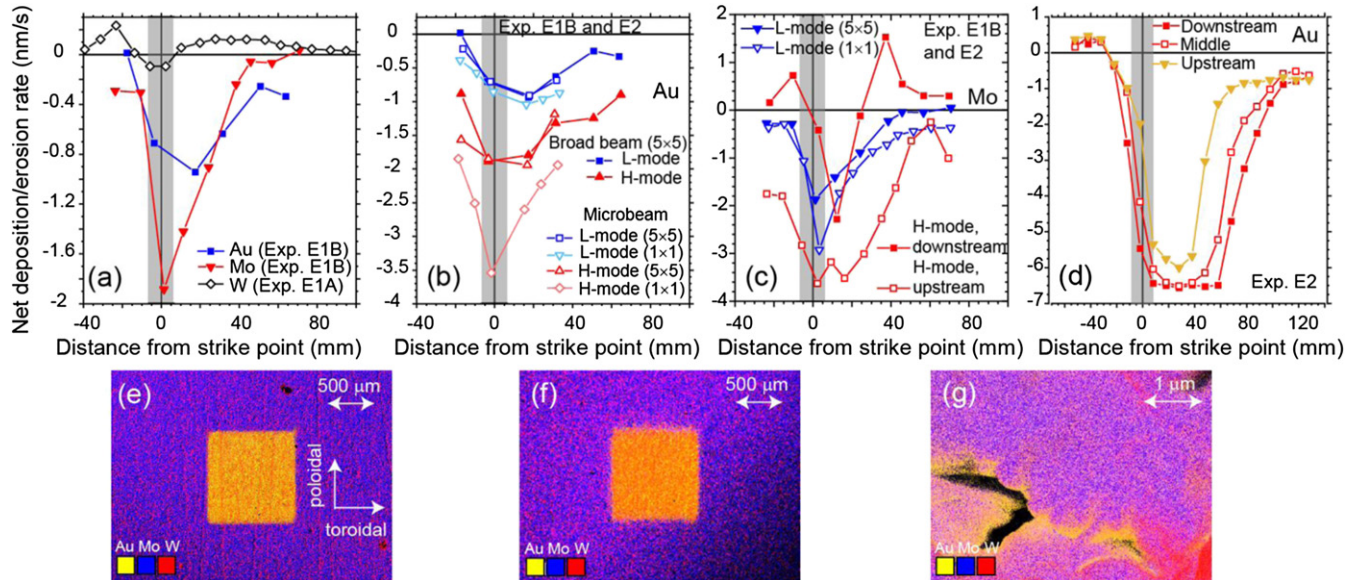 Net deposition/erosion rate (nm/s)
0
-0.4
-0.8
-1.2
-1.6
-2
(a)
Au (Exp. E1B)
Mo (Exp. E1B)
W (Exp. E1A)
-40 0 40 80
Distance from strike point (mm)
0.5
0
-0.5
-1
-1.5
-2
-2.5
-3
-3.5
-4
Exp. E1B and E2
Au
Broad beam (5×5)
L-mode
H-mode
Microbeam
L-mode (5×5)
L-mode (1×1)
H-mode (5×5)
H-mode (1×1)
(b)
-40 0 40 80
Distance from strike point (mm)
2
1
0
-1
-2
-3
-4
L-mode (5×5)
L-mode (1×1)
Exp. E1B
and E2
Mo
H-mode,
downstream
H-mode,
upstream
(c)
-40 0 40 80
Distance from strike point (mm)
1
0
-1
-2
-3
-4
-5
-6
-7
Au
Downstream
Middle
Upstream
(d)
Exp. E2
-40 0 40 80 120
Distance from strike point (mm)
(e)
500 μm
poloidal
toroidal
Au Mo W
(f)
500 μm
Au Mo W
(g)
1 μm
Au Mo W